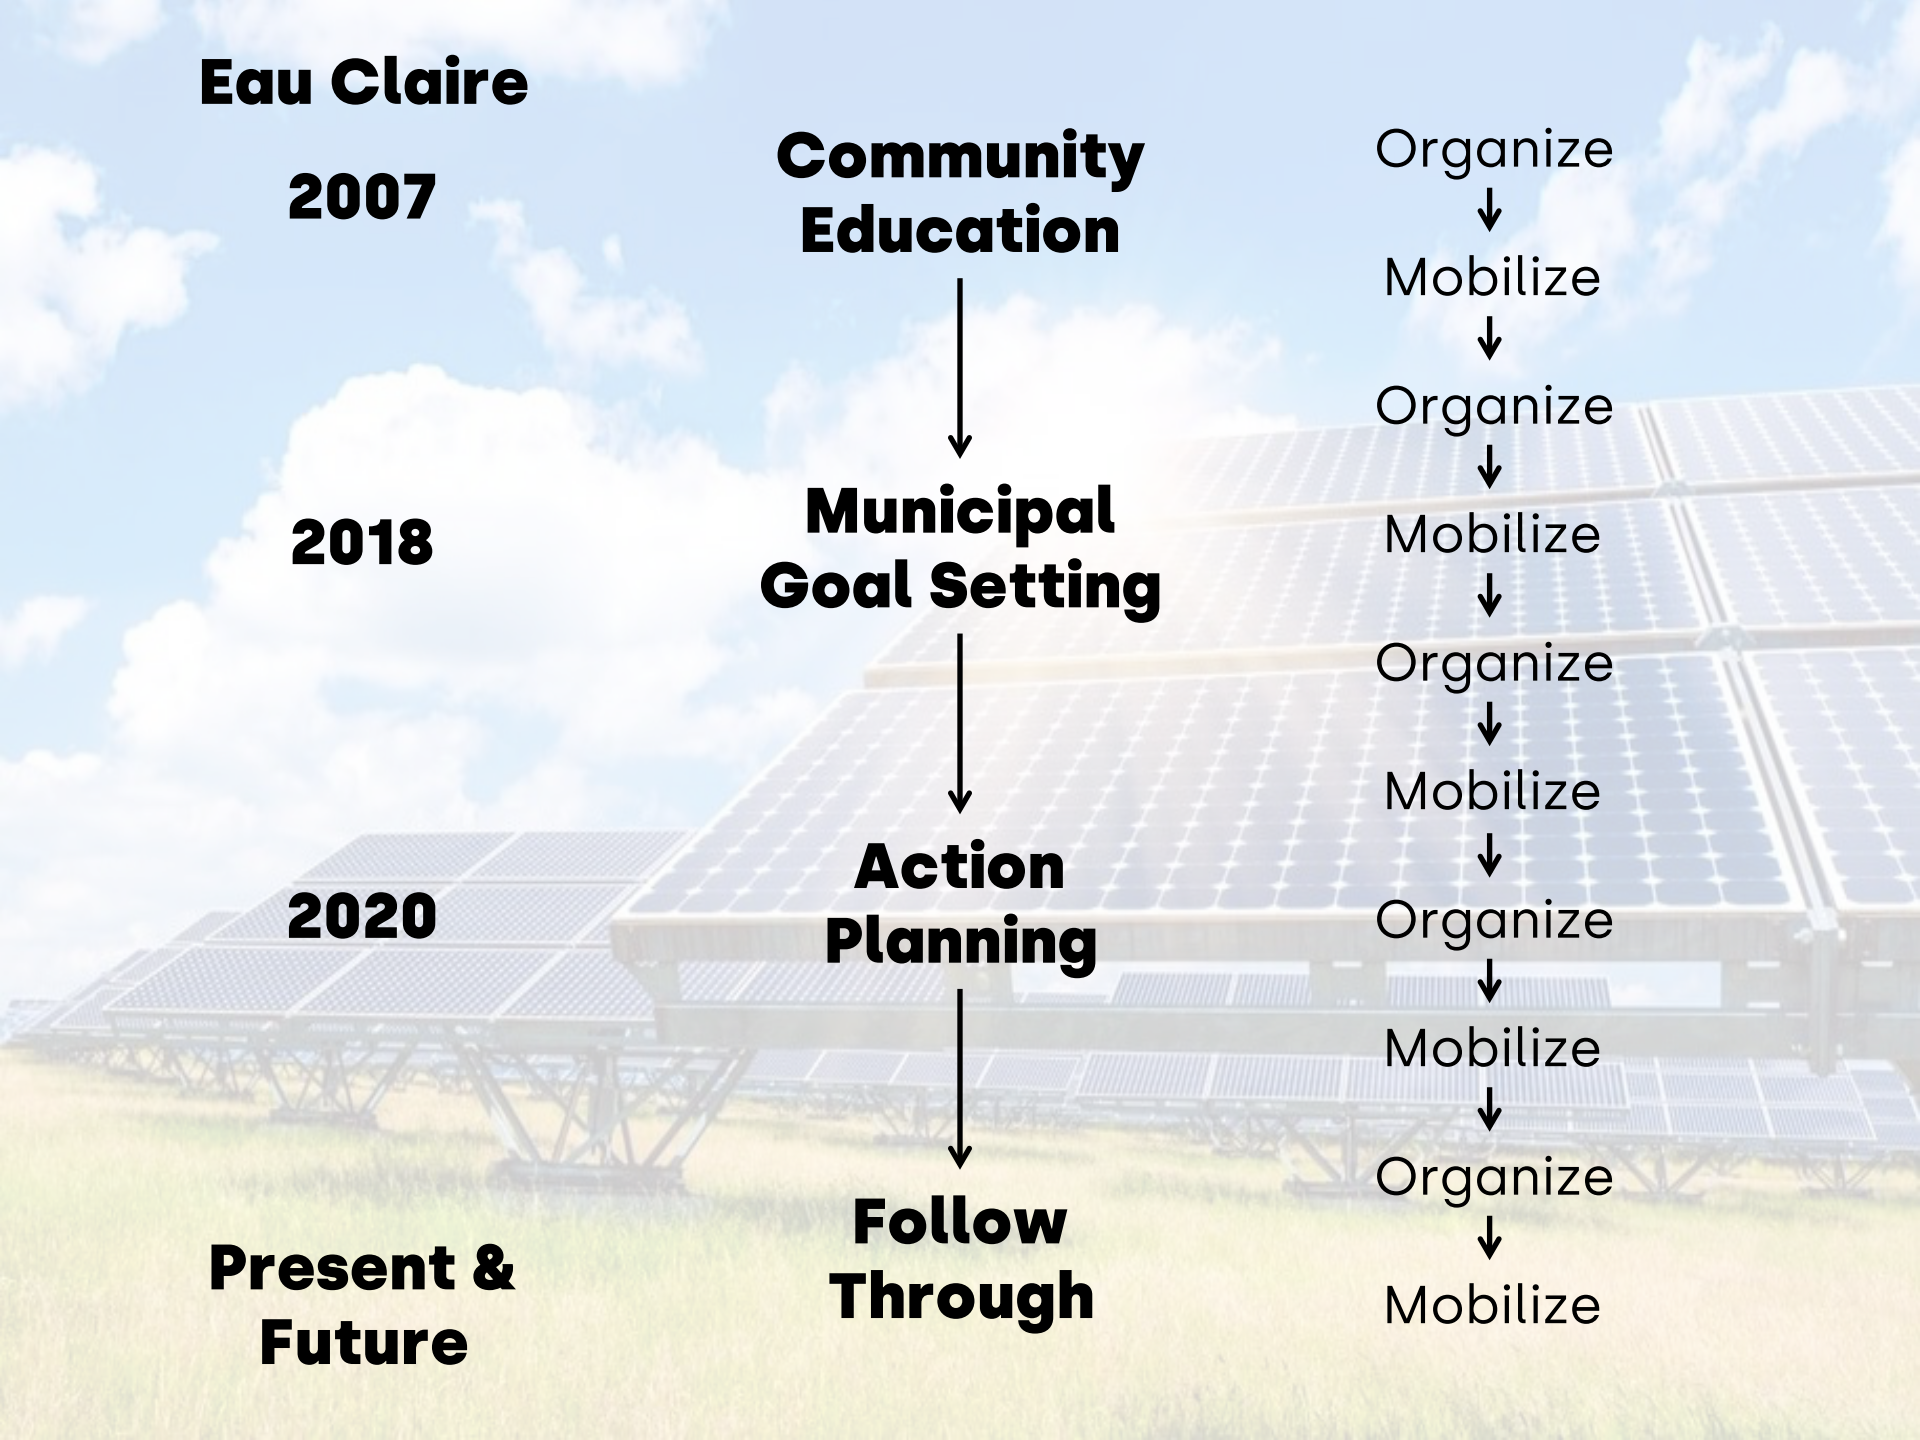 Eau Claire
2007
2018
2020
Present &
Future
Community
Education
Municipal
Goal Setting
Action
Planning
Follow
Through
Organize
Mobilize
Organize
Mobilize
Organize
Mobilize
Organize
Mobilize
Organize
Mobilize